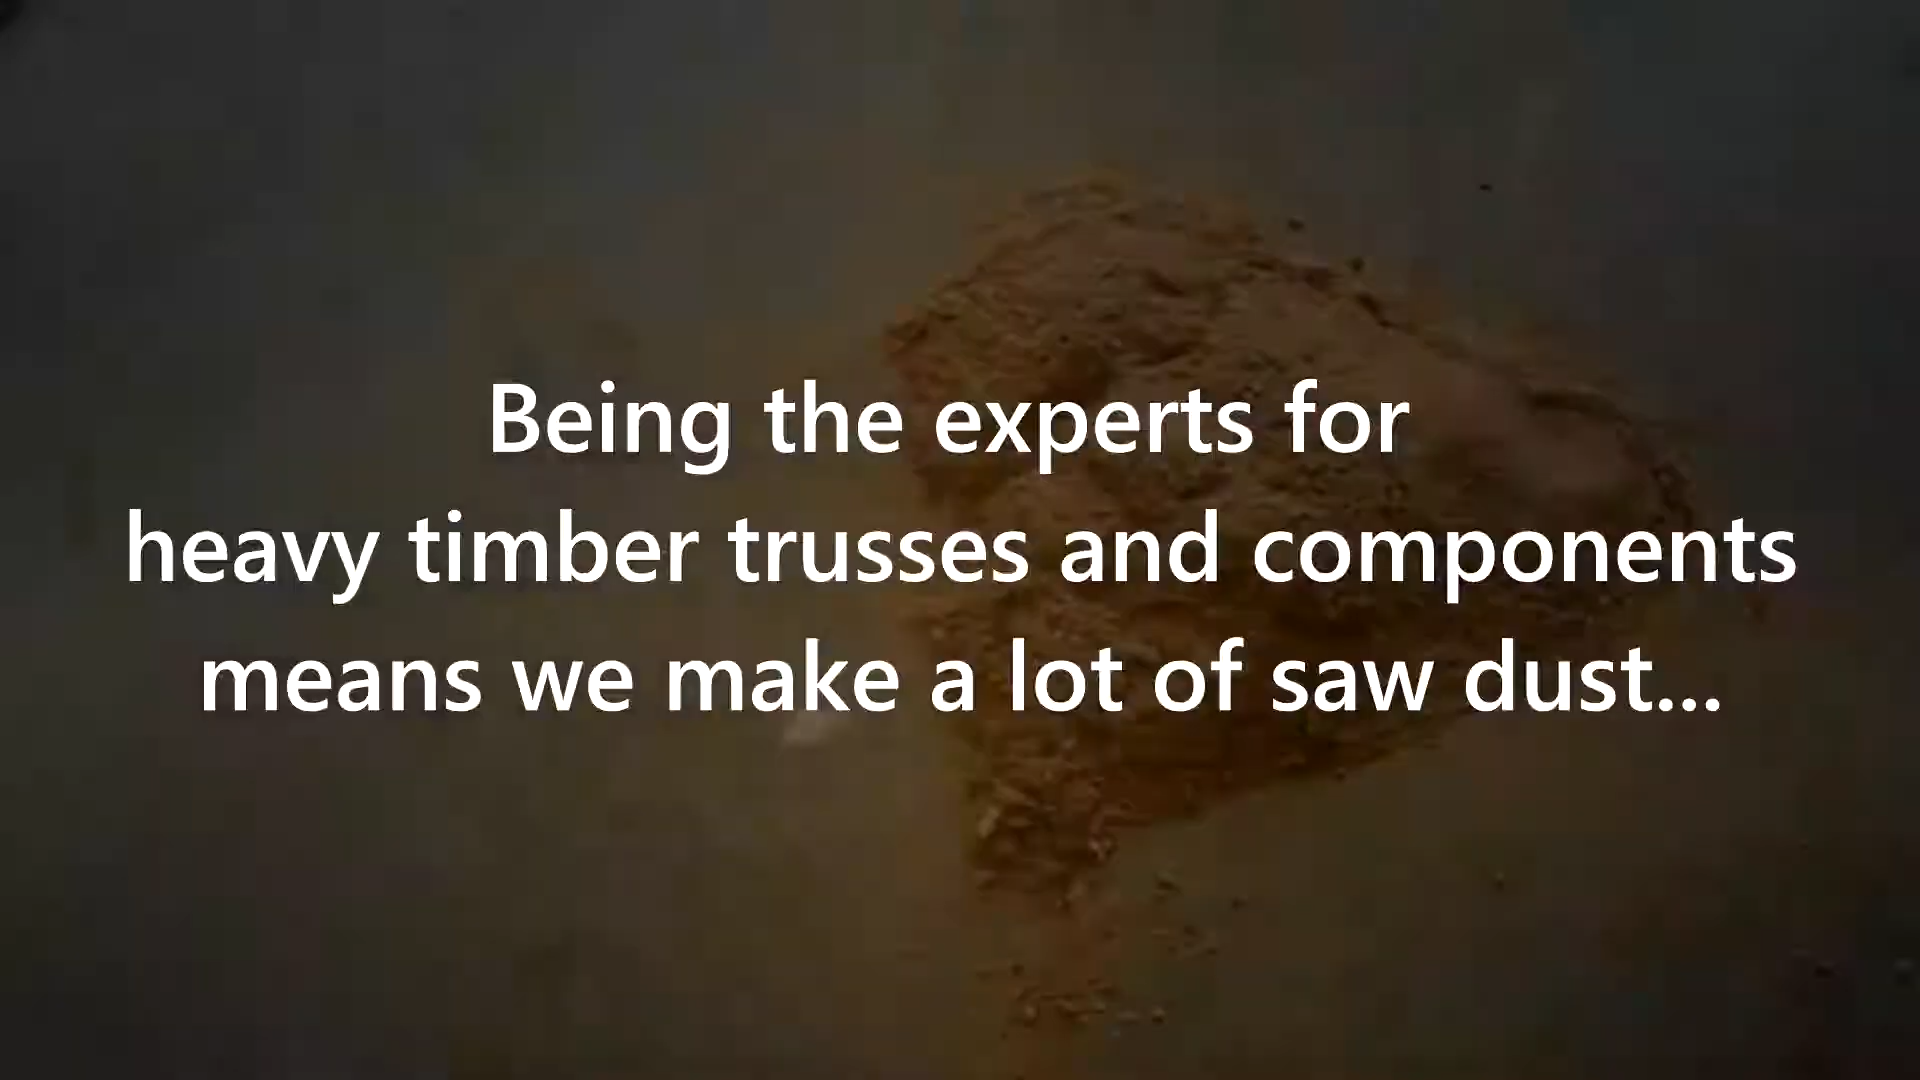 Being the experts for
heavy timber trusses and components
means we make a lot of saw dust...